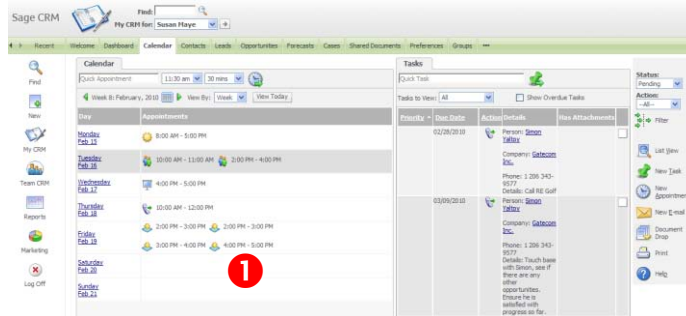 Sage CRM
Find:
My CRM for: Susan Maye
Recent Welcome Dashboard Calendar Contacts Leads Opportunities Forecasts Cases Shared Documents Preferences Groups
Find
New
My CRM
Team CRM
Reports
Marketing
Log Off
Calendar
Quick Appointment 11:30 am 30 mins
Week 8: February, 2010 View By: Week View Today
Day Appointments
Monday
Feb 15
8:00 AM - 5:00 PM
Tuesday
Feb 16
10:00 AM - 11:00 AM 2:00 PM - 4:00 PM
Wednesday
Feb 17
4:00 PM - 5:00 PM
Thursday
Feb 18
10:00 AM - 12:00 PM
Friday
Feb 19
2:00 PM - 3:00 PM 2:00 PM - 3:00 PM
3:00 PM - 4:00 PM 4:00 PM - 5:00 PM
Saturday
Feb 20
Sunday
Feb 21
1
Tasks
Quick Task
Tasks to View: All Show Overdue Tasks
Priority Due Date Action Details Has Attachments
02/28/2010
Person: Simon
Yaltoy
Company: Gatecom
Inc.
Phone: 1 206 343-
9577
Details: Call RE Golf
03/09/2010
Person: Simon
Yaltoy
Company: Gatecom
Inc.
Phone: 1 206 343-
9577
Details: Touch base
with Simon, see if
there are any
other
opportunities.
Ensure he is
satisfied with
progress so far.
Status:
Pending
Action:
--All--
Filter
List View
New Task
New
Appointment
New E-mail
Document
Drop
Print
Help